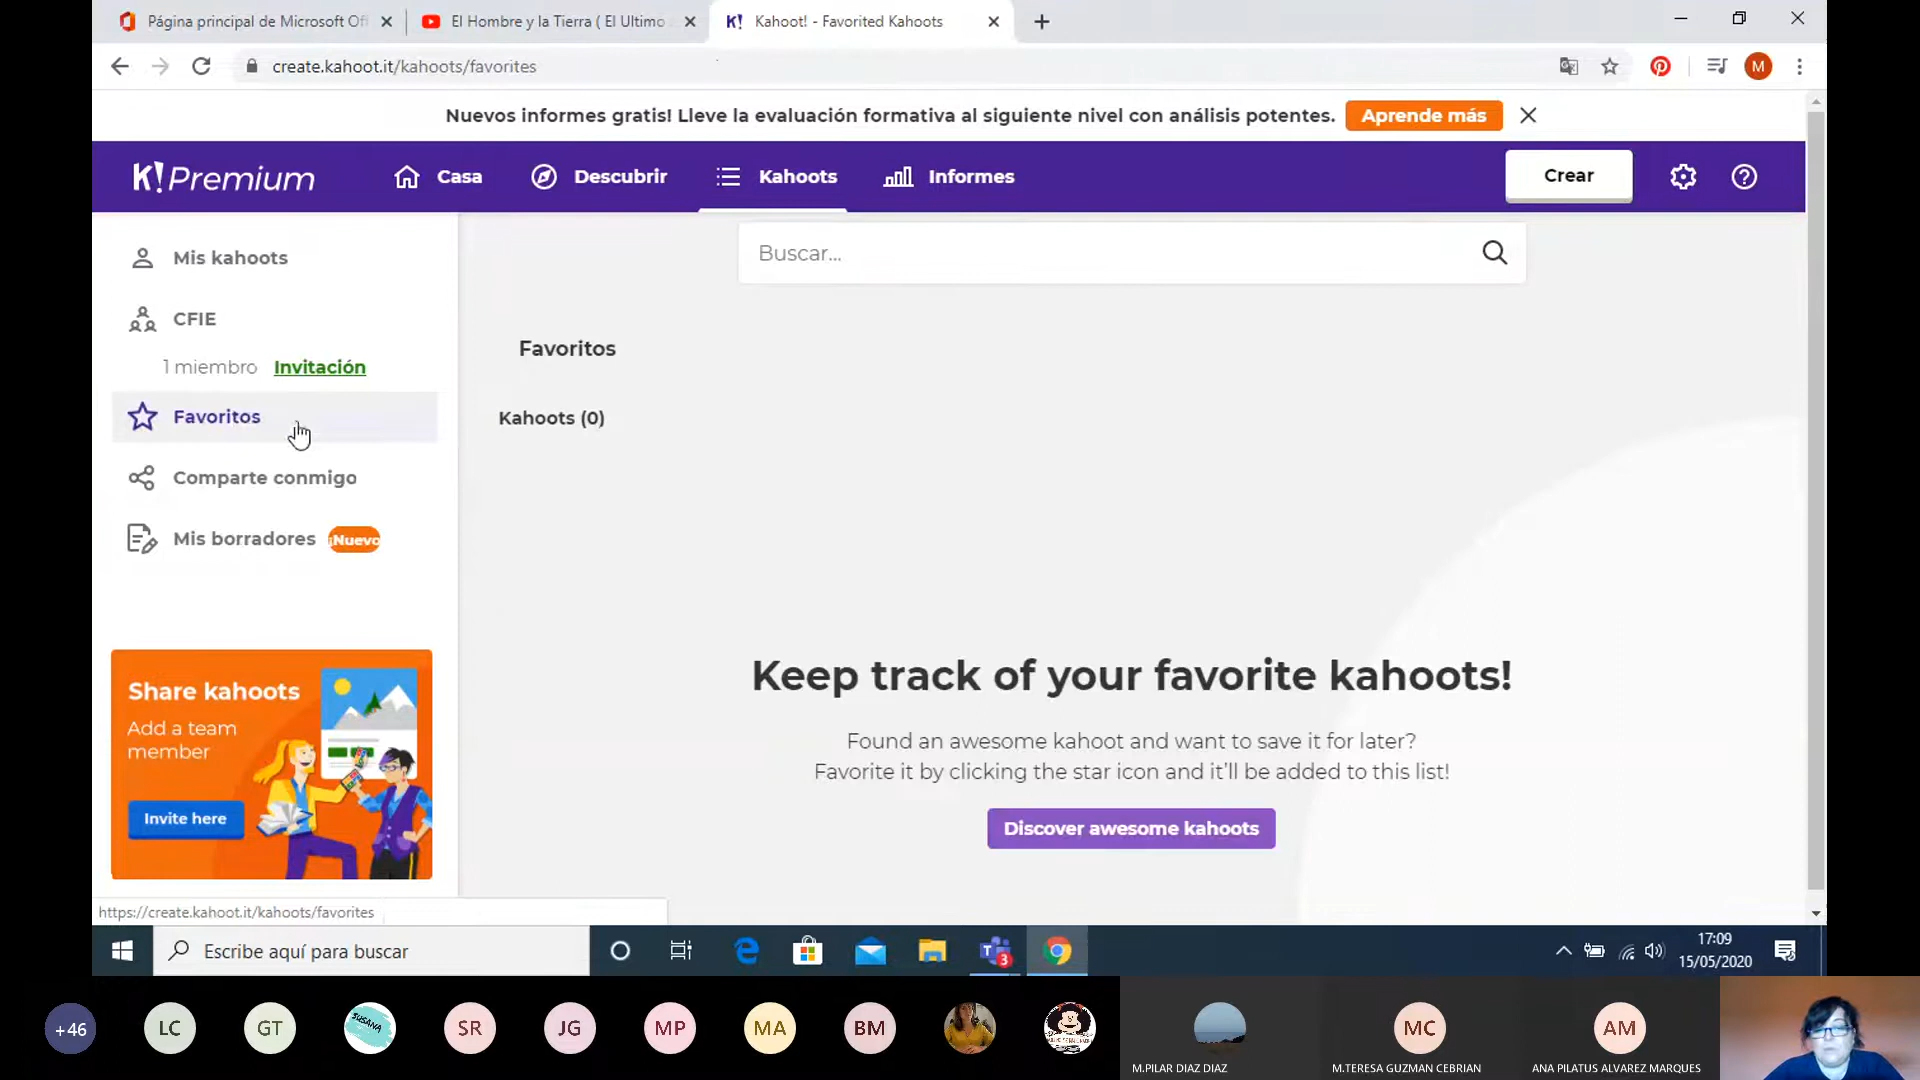 Página principal de Microsoft Of
El Hombre y la Tierra ( El Ultimo
Kahoot! - Favorited Kahoots
create.kahoot.it/kahoots/favorites
M
Nuevos informes gratis! Lleve la evaluación formativa al siguiente nivel con análisis potentes.
Aprende más
K! Premium
Casa
Descubrir
Kahoots
Informes
Crear
Mis kahoots
Buscar...
CFIE
1 miembro Invitación
Favoritos
Favoritos
Kahoots (0)
Comparte conmigo
Mis borradores ¡Nuevo
Share kahoots
Add a team
member
Invite here
Keep track of your favorite kahoots!
Found an awesome kahoot and want to save it for later?
Favorite it by clicking the star icon and it'll be added to this list!
Discover awesome kahoots
https://create.kahoot.it/kahoots/favorites
Escribe aquí para buscar
3
17:09
15/05/2020
+46
LC
GT
SUSANA
SR
JG
MP
MA
BM
MC
AM
M.PILAR DIAZ DIAZ
M.TERESA GUZMAN CEBRIAN
ANA PILATUS ALVAREZ MARQUES